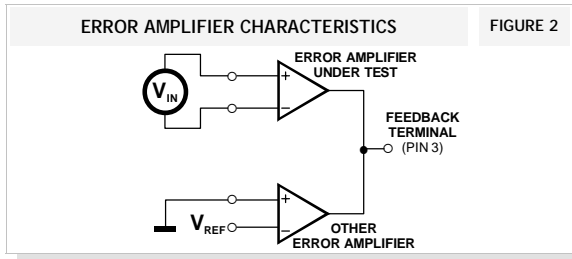 ERROR AMPLIFIER CHARACTERISTICS
FIGURE 2
ERROR AMPLIFIER
UNDER TEST
VIN
+
−
FEEDBACK
TERMINAL
(PIN 3)
+
VREF
−
OTHER
ERROR AMPLIFIER